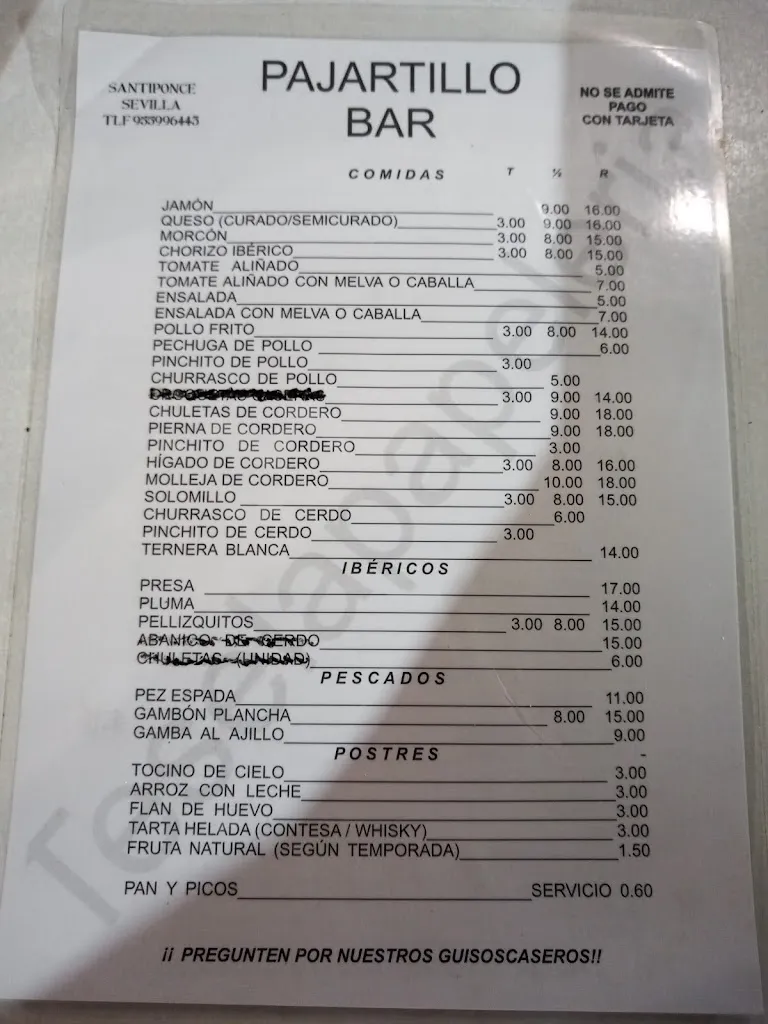 PAJARTILLO
BAR
SANTIPONCE
SEVILLA
TLF 955996445
NO SE ADMITE
PAGO
CON TARJETA
COMIDAS T ½ R
JAMÓN 9.00 16.00
QUESO (CURADO/SEMICURADO) 3.00 9.00 16.00
MORCÓN 3.00 8.00 15.00
CHORIZO IBÉRICO 3.00 8.00 15.00
TOMATE ALIÑADO 5.00
TOMATE ALIÑADO CON MELVA O CABALLA 7.00
ENSALADA 5.00
ENSALADA CON MELVA O CABALLA 7.00
POLLO FRITO 3.00 8.00 14.00
PECHUGA DE POLLO 6.00
PINCHITO DE POLLO 3.00
CHURRASCO DE POLLO 5.00
3.00 9.00 14.00
CHULETAS DE CORDERO 9.00 18.00
PIERNA DE CORDERO 9.00 18.00
PINCHITO DE CORDERO 3.00
HÍGADO DE CORDERO 3.00 8.00 16.00
MOLLEJA DE CORDERO 10.00 18.00
SOLOMILLO 3.00 8.00 15.00
CHURRASCO DE CERDO 6.00
PINCHITO DE CERDO 3.00
TERNERA BLANCA 14.00
IBÉRICOS
PRESA 17.00
PLUMA 14.00
PELLIZQUITOS 3.00 8.00 15.00
ABANICO DE CERDO 15.00
CHULETAS (UNIDAD) 6.00
PESCADOS
PEZ ESPADA 11.00
GAMBÓN PLANCHA 8.00 15.00
GAMBA AL AJILLO 9.00
POSTRES -
TOCINO DE CIELO 3.00
ARROZ CON LECHE 3.00
FLAN DE HUEVO 3.00
TARTA HELADA (CONTESA / WHISKY) 3.00
FRUTA NATURAL (SEGÚN TEMPORADA) 1.50
PAN Y PICOS SERVICIO 0.60
¡¡ PREGUNTEN POR NUESTROS GUISOSCASEROS!!